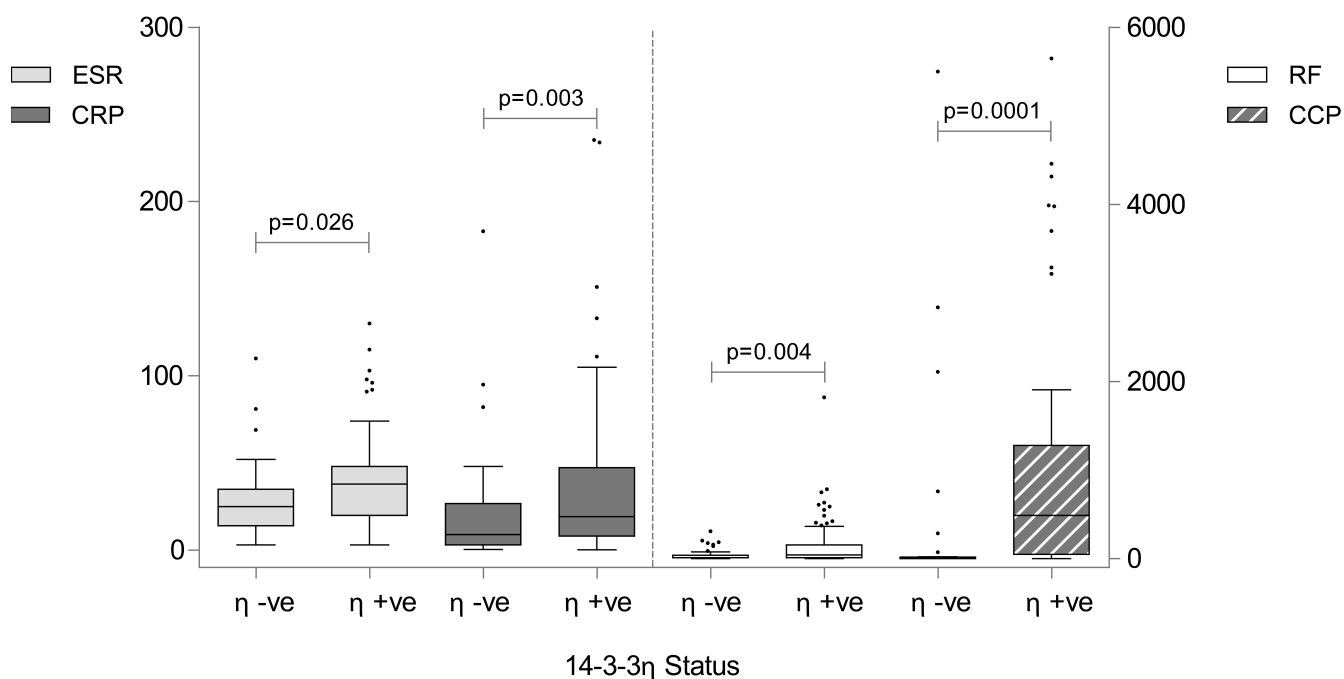 300
200
100
0
6000
4000
2000
0
ESR
CRP
RF
CCP
p=0.026
p=0.003
p=0.004
p=0.0001
η -ve
η +ve
η -ve
η +ve
η -ve
η +ve
η -ve
η +ve
14-3-3η Status